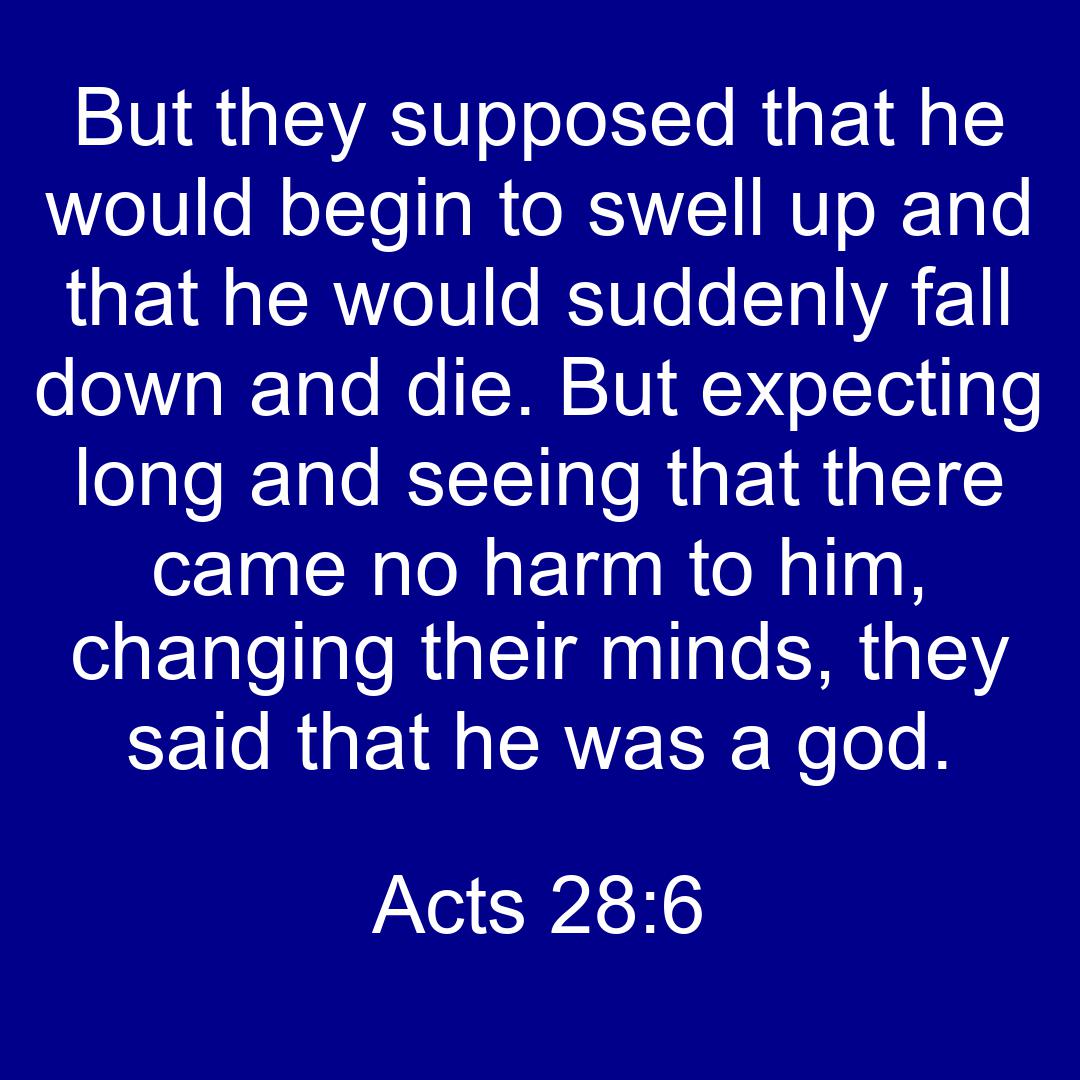 But they supposed that he
would begin to swell up and
that he would suddenly fall
down and die. But expecting
long and seeing that there
came no harm to him,
changing their minds, they
said that he was a god.
Acts 28:6